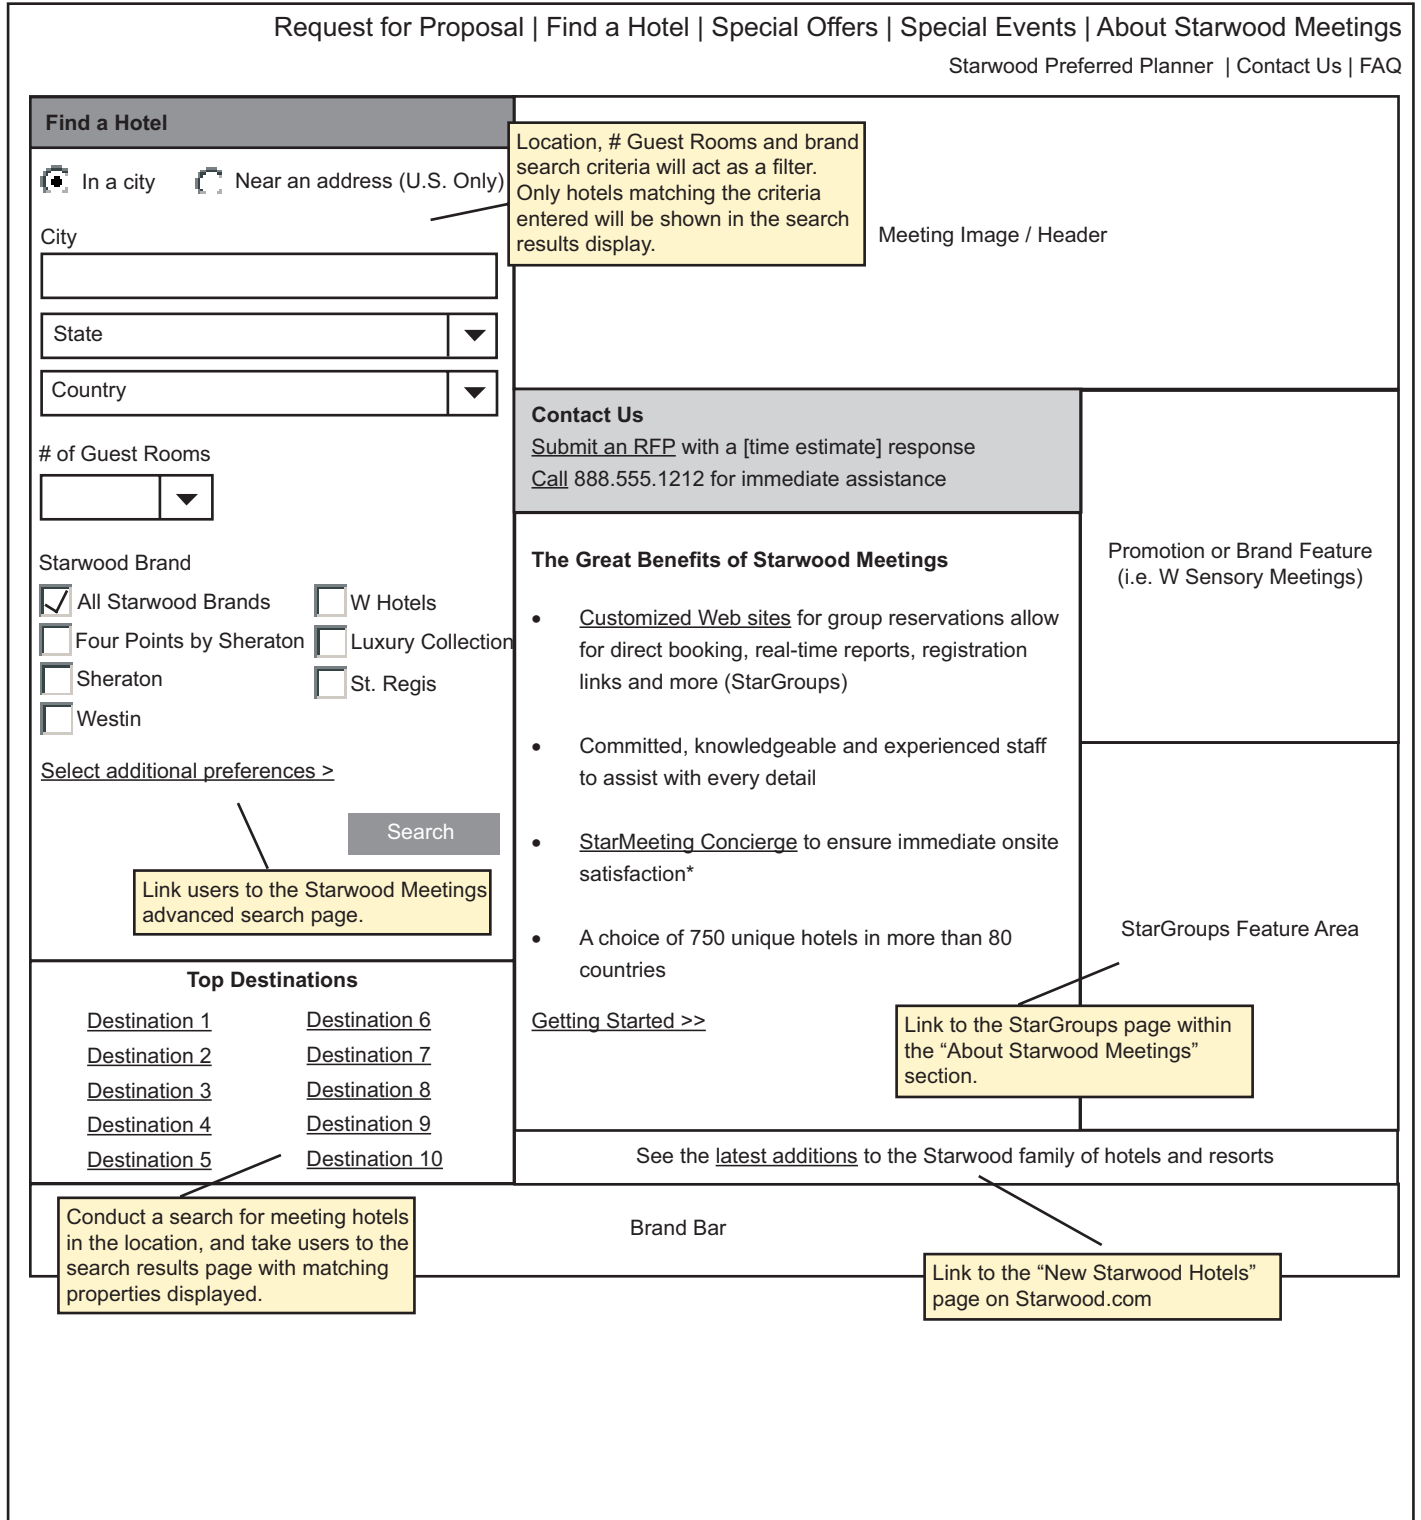 Request for Proposal | Find a Hotel | Special Offers | Special Events | About Starwood Meetings
Starwood Preferred Planner | Contact Us | FAQ
Find a Hotel
In a city
Near an address (U.S. Only)
City
State
Country
# of Guest Rooms
Starwood Brand
All Starwood Brands
W Hotels
Four Points by Sheraton
Luxury Collection
Sheraton
St. Regis
Westin
Select additional preferences >
Search
Link users to the Starwood Meetings
advanced search page.
Top Destinations
Destination 1
Destination 2
Destination 3
Destination 4
Destination 5
Destination 6
Destination 7
Destination 8
Destination 9
Destination 10
Conduct a search for meeting hotels
in the location, and take users to the
search results page with matching
properties displayed.
Location, # Guest Rooms and brand
search criteria will act as a filter.
Only hotels matching the criteria
entered will be shown in the search
results display.
Meeting Image / Header
Contact Us
Submit an RFP with a [time estimate] response
Call 888.555.1212 for immediate assistance
The Great Benefits of Starwood Meetings
• Customized Web sites for group reservations allow
for direct booking, real-time reports, registration
links and more (StarGroups)
• Committed, knowledgeable and experienced staff
to assist with every detail
• StarMeeting Concierge to ensure immediate onsite
satisfaction*
• A choice of 750 unique hotels in more than 80
countries
Getting Started >>
Promotion or Brand Feature
(i.e. W Sensory Meetings)
StarGroups Feature Area
Link to the StarGroups page within
the “About Starwood Meetings”
section.
See the latest additions to the Starwood family of hotels and resorts
Brand Bar
Link to the “New Starwood Hotels”
page on Starwood.com